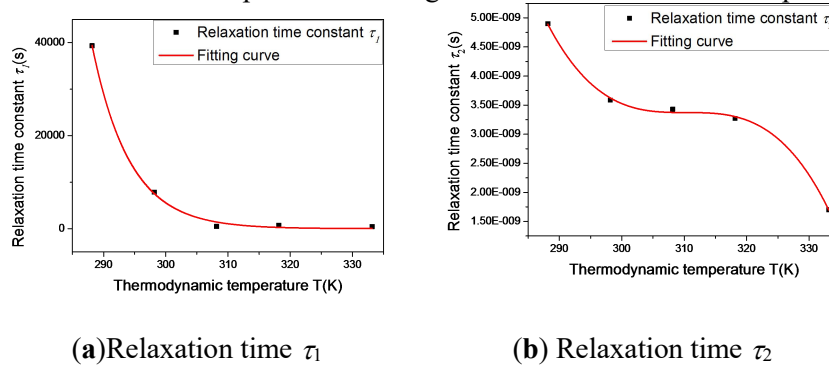 Relaxation time constant τ1
Fitting curve
Relaxation time constant τ1(s)
40000
20000
0
290 300 310 320 330
Thermodynamic temperature T(K)
Relaxation time constant τ
Fitting curve
Relaxation time constant τ2(s)
5.00E-009
4.50E-009
4.00E-009
3.50E-009
3.00E-009
2.50E-009
2.00E-009
1.50E-009
290 300 310 320 330
Thermodynamic temperature T(K)
(a)Relaxation time τ1
(b) Relaxation time τ2